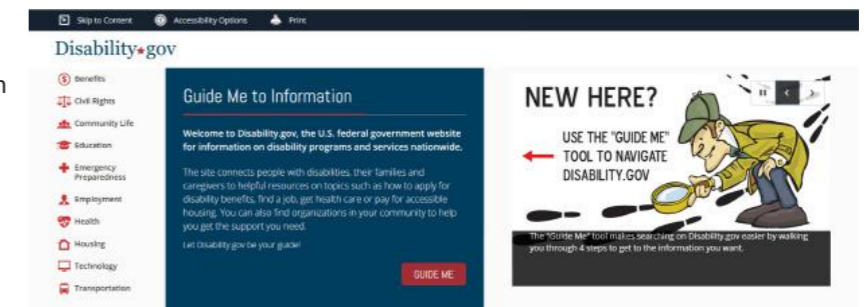 Skip to Content Accessibility Options Print
Disability.gov
Benefits
Civil Rights
Community Life
Education
Emergency
Preparedness
Employment
Health
Housing
Technology
Transportation
Guide Me to Information
Welcome to Disability.gov, the U.S. federal government website
for information on disability programs and services nationwide.
The site connects people with disabilities, their families and
caregivers to helpful resources on topics such as how to apply for
disability benefits, find a job, get health care or pay for accessible
housing. You can also find organizations in your community to help
you get the support you need.
Let Disability.gov be your guide!
GUIDE ME
NEW HERE?
USE THE "GUIDE ME"
TOOL TO NAVIGATE
DISABILITY.GOV
The "Guide Me" tool makes searching on Disability.gov easier by walking
you through 4 steps to get to the information you want.